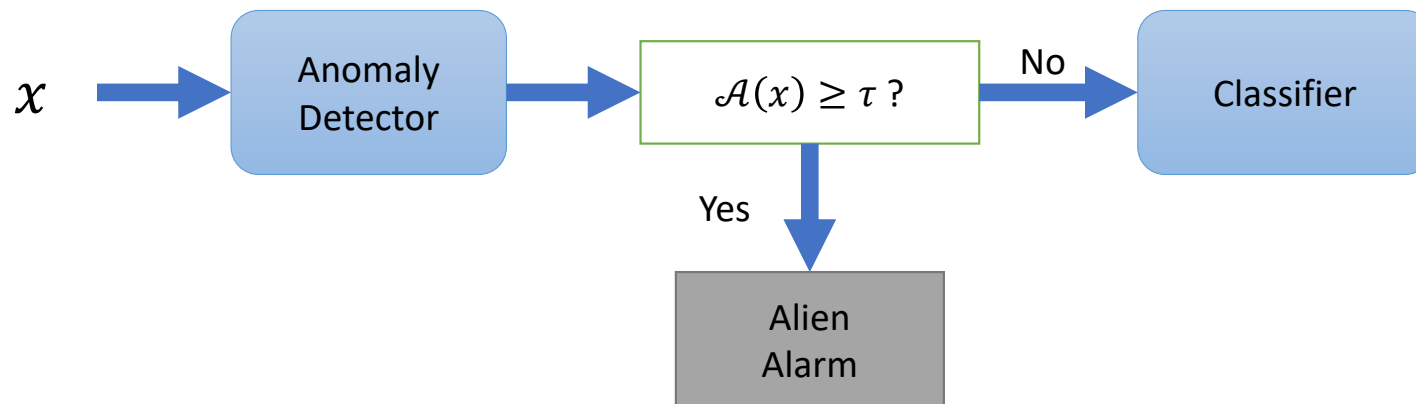 x
Anomaly
Detector
𝒜(x) ≥ τ ?
No
Classifier
Yes
Alien
Alarm